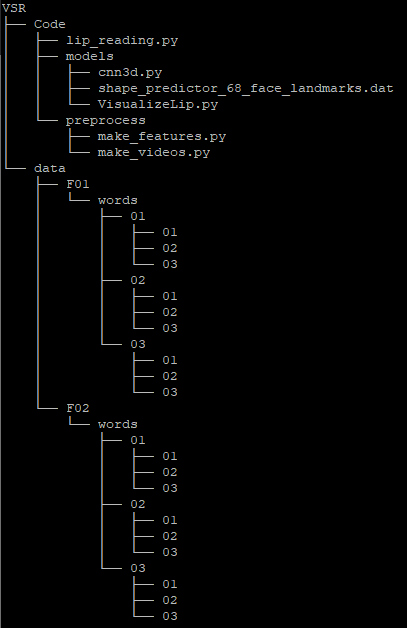 VSR
├── Code
│   ├── lip_reading.py
│   ├── models
│   │   ├── cnn3d.py
│   │   ├── shape_predictor_68_face_landmarks.dat
│   │   └── VisualizeLip.py
│   └── preprocess
│       ├── make_features.py
│       └── make_videos.py
└── data
    ├── F01
    │   └── words
    │       ├── 01
    │       │   ├── 01
    │       │   ├── 02
    │       │   └── 03
    │       ├── 02
    │       │   ├── 01
    │       │   ├── 02
    │       │   └── 03
    │       └── 03
    │           ├── 01
    │           ├── 02
    │           └── 03
    └── F02
        └── words
            ├── 01
            │   ├── 01
            │   ├── 02
            │   └── 03
            ├── 02
            │   ├── 01
            │   ├── 02
            │   └── 03
            └── 03
                ├── 01
                ├── 02
                └── 03